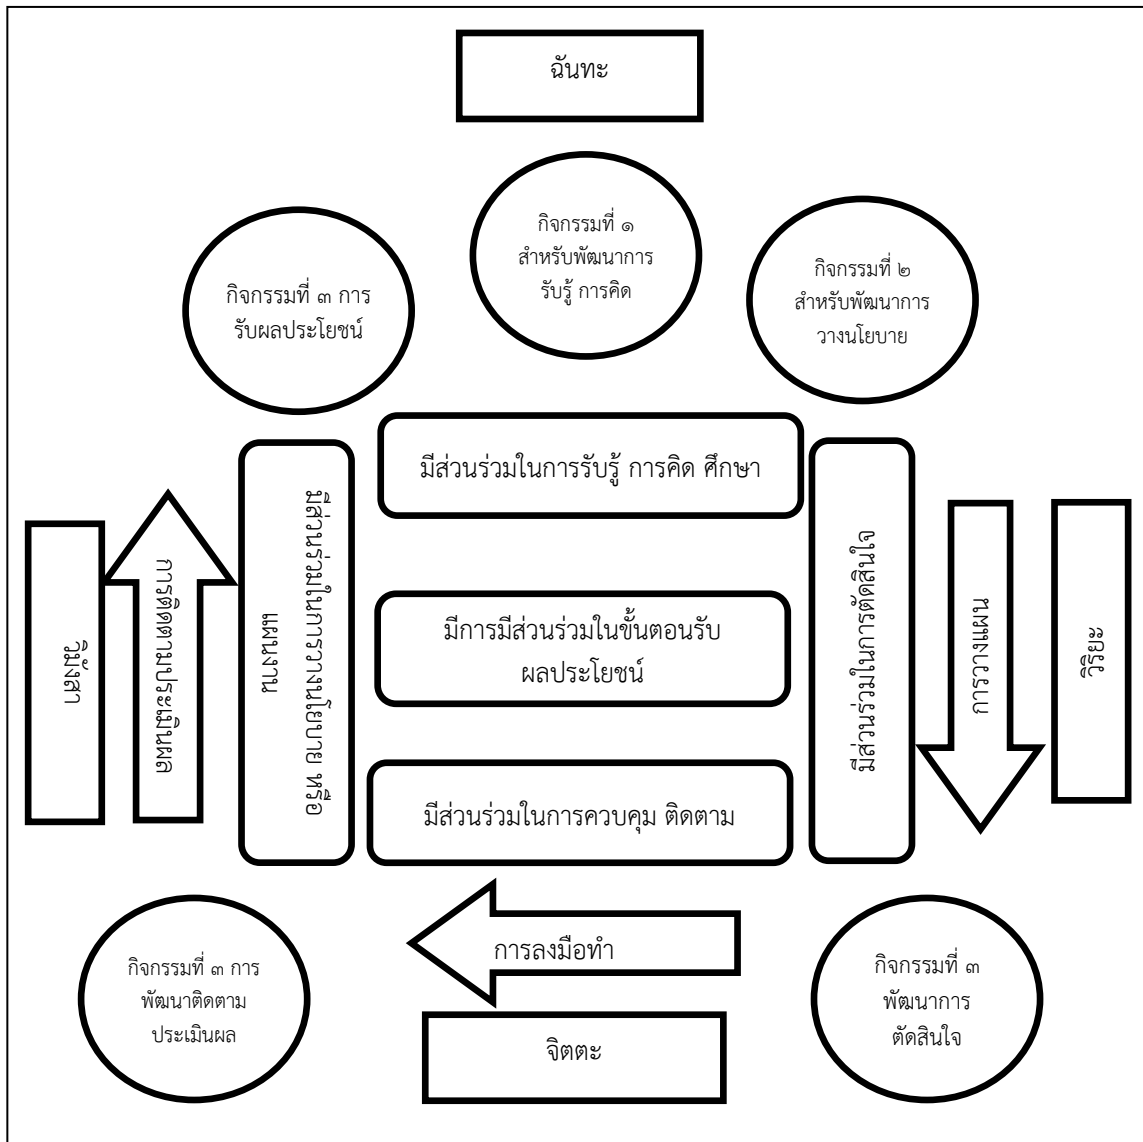 ฉันทะ
กิจกรรมที่ ๑
สำหรับพัฒนาการ
รับรู้ การคิด
กิจกรรมที่ ๒
สำหรับพัฒนาการ
วางนโยบาย
กิจกรรมที่ ๓ การ
รับผลประโยชน์
มีส่วนร่วมในการรับรู้ การคิด ศึกษา
มีการมีส่วนร่วมในขั้นตอนรับ
ผลประโยชน์
มีส่วนร่วมในการควบคุม ติดตาม
วิมังสา
การติดตามประเมินผล
มีส่วนร่วมในการวางนโยบาย หรือ
แผนงาน
มีส่วนร่วมในการตัดสินใจ
การวางแผน
วิริยะ
การลงมือทำ
กิจกรรมที่ ๓ การ
พัฒนาติดตาม
ประเมินผล
จิตตะ
กิจกรรมที่ ๓
พัฒนาการ
ตัดสินใจ